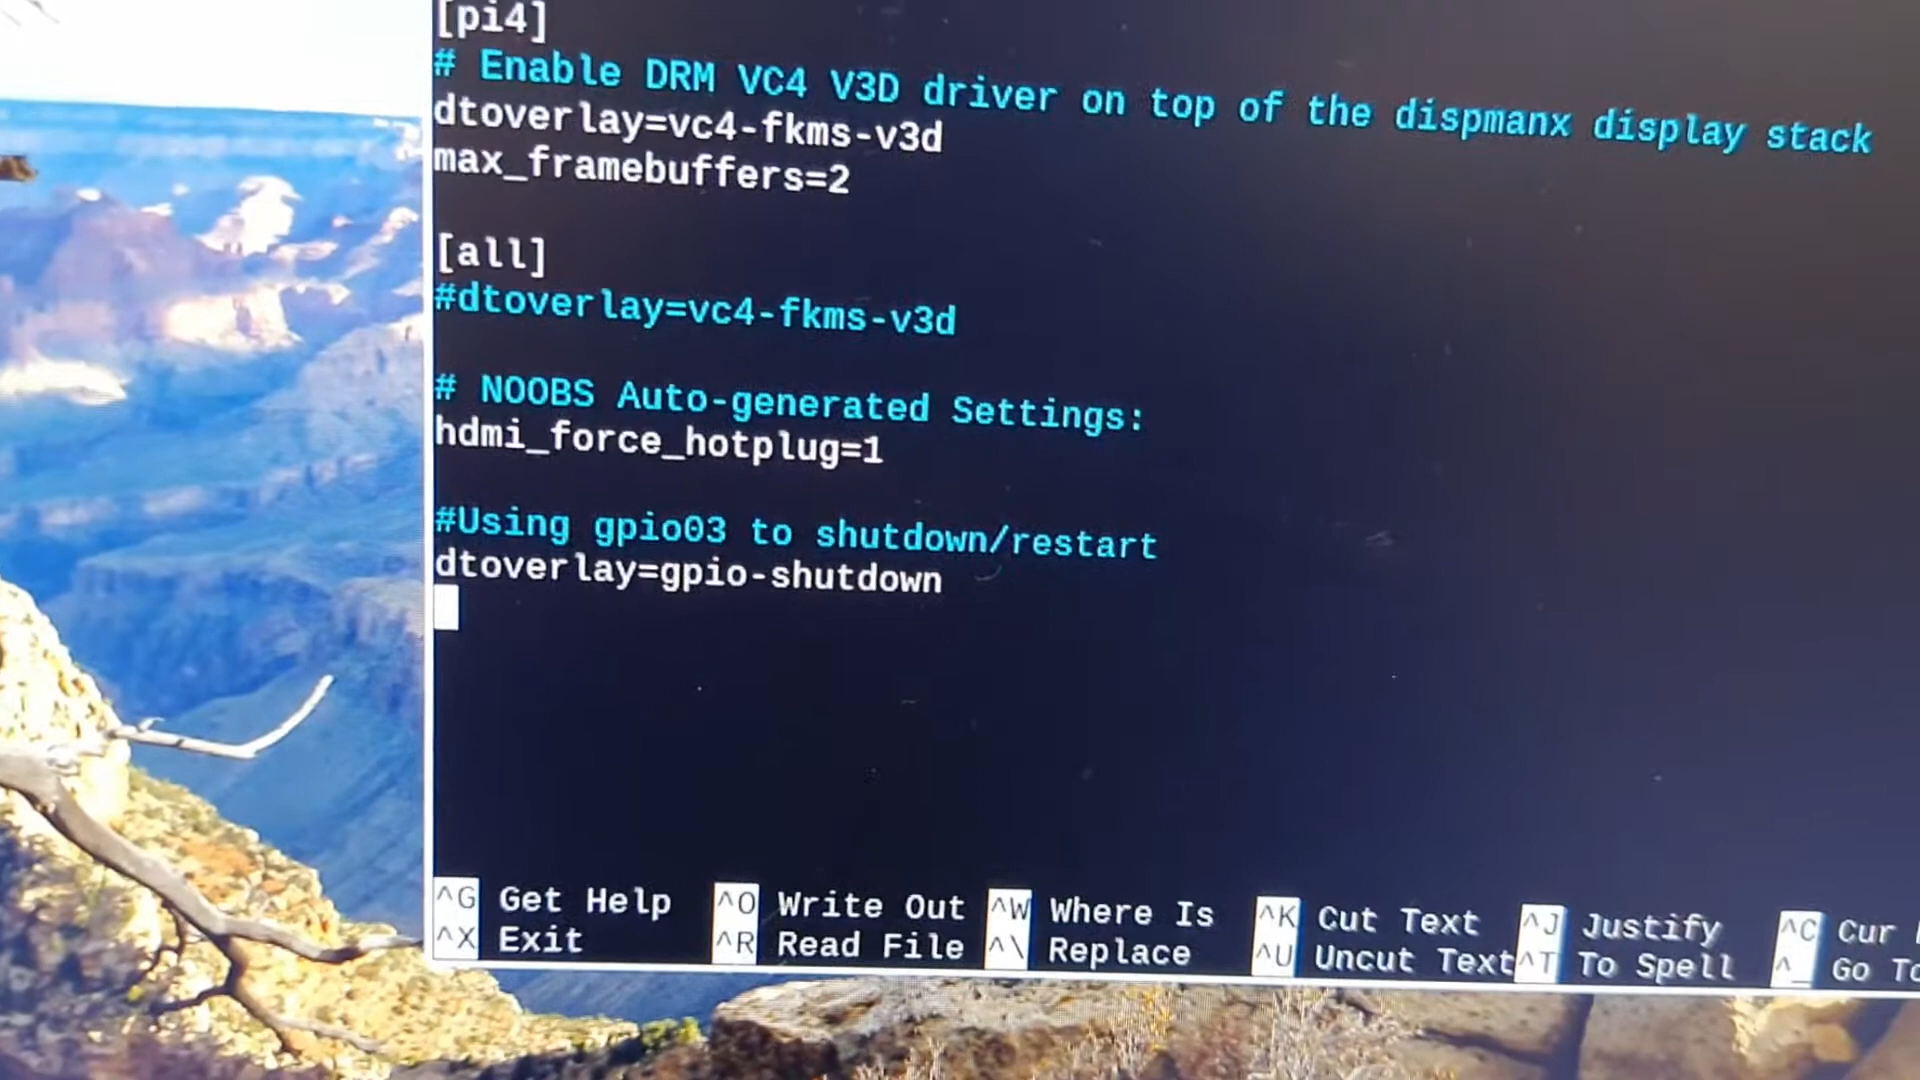 [pi4]
# Enable DRM VC4 V3D driver on top of the dispmanx display stack
dtoverlay=vc4-fkms-v3d
max_framebuffers=2
[all]
#dtoverlay=vc4-fkms-v3d
# NOOBS Auto-generated Settings:
hdmi_force_hotplug=1
#Using gpio03 to shutdown/restart
dtoverlay=gpio-shutdown
^G Get Help ^O Write Out ^W Where Is ^K Cut Text ^J Justify ^C Cur
^X Exit ^R Read File ^\ Replace ^U Uncut Text ^T To Spell ^_ Go To